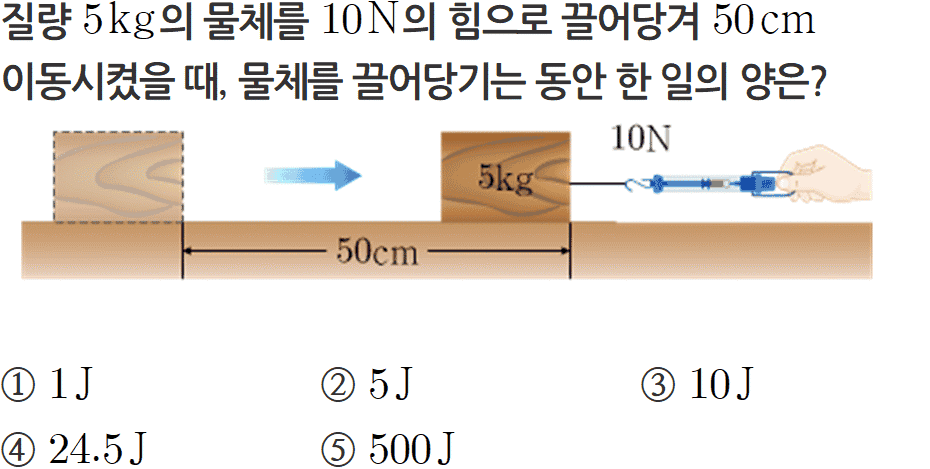 질량 5kg의 물체를 10N의 힘으로 끌어당겨 50cm
이동시켰을 때, 물체를 끌어당기는 동안 한 일의 양은?
10N
5kg
50cm
① 1J ② 5J ③ 10J
④ 24.5J ⑤ 500J